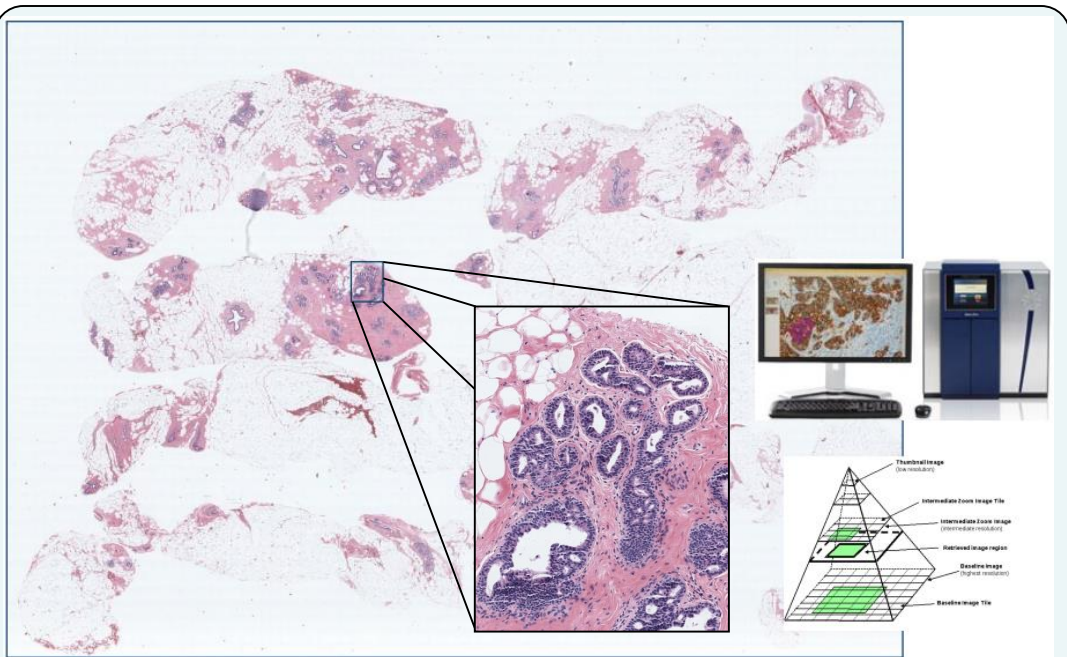 Thumbnail Image
(low resolution)
Intermediate Zoom Image Tile
Intermediate Zoom Image
(intermediate resolution)
Retrieved Image region
Baseline Image
(highest resolution)
Baseline Image Tile